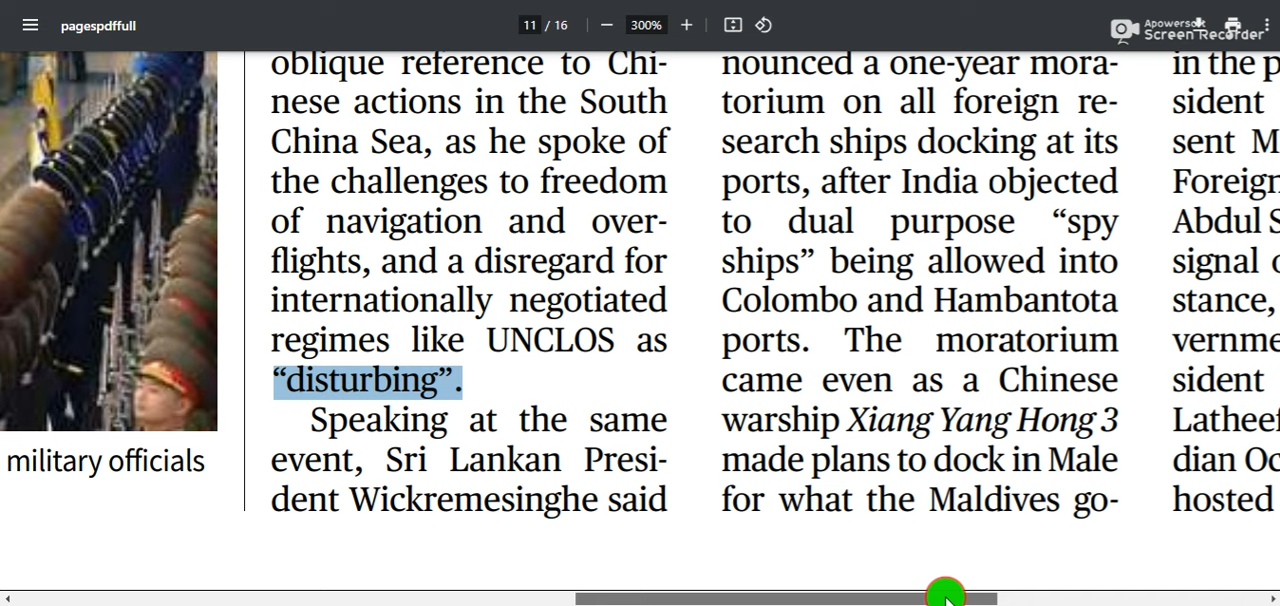 pagespdffull
11 / 16
300%
Apowersoft
Screen Recorder
military officials
oblique reference to Chi-
nese actions in the South
China Sea, as he spoke of
the challenges to freedom
of navigation and over-
flights, and a disregard for
internationally negotiated
regimes like UNCLOS as
“disturbing”.
Speaking at the same
event, Sri Lankan Presi-
dent Wickremesinghe said
nounced a one-year mora-
torium on all foreign re-
search ships docking at its
ports, after India objected
to dual purpose “spy
ships” being allowed into
Colombo and Hambantota
ports. The moratorium
came even as a Chinese
warship Xiang Yang Hong 3
made plans to dock in Male
for what the Maldives go-
in the p
sident
sent M
Foreign
Abdul S
signal o
stance,
vernme
sident
Latheef
dian Oc
hosted